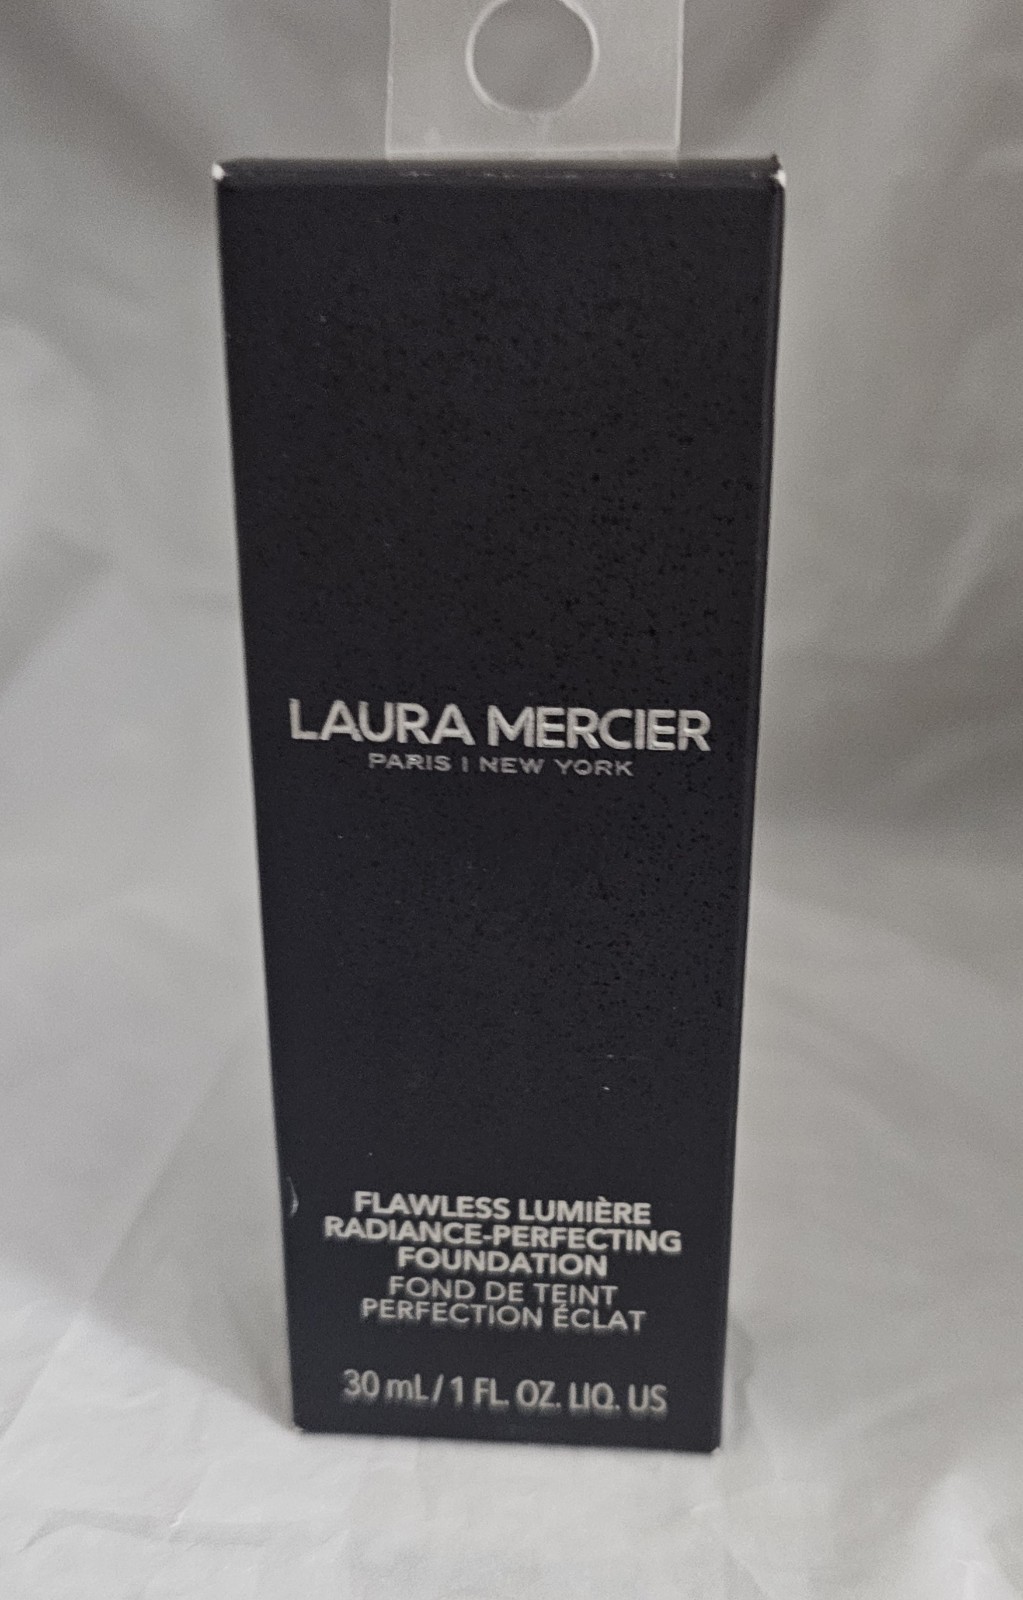 LAURA MERCIER
PARIS | NEW YORK
FLAWLESS LUMIÈRE
RADIANCE-PERFECTING
FOUNDATION
FOND DE TEINT
PERFECTION ÉCLAT
30 mL / 1 FL. OZ. LIQ. US